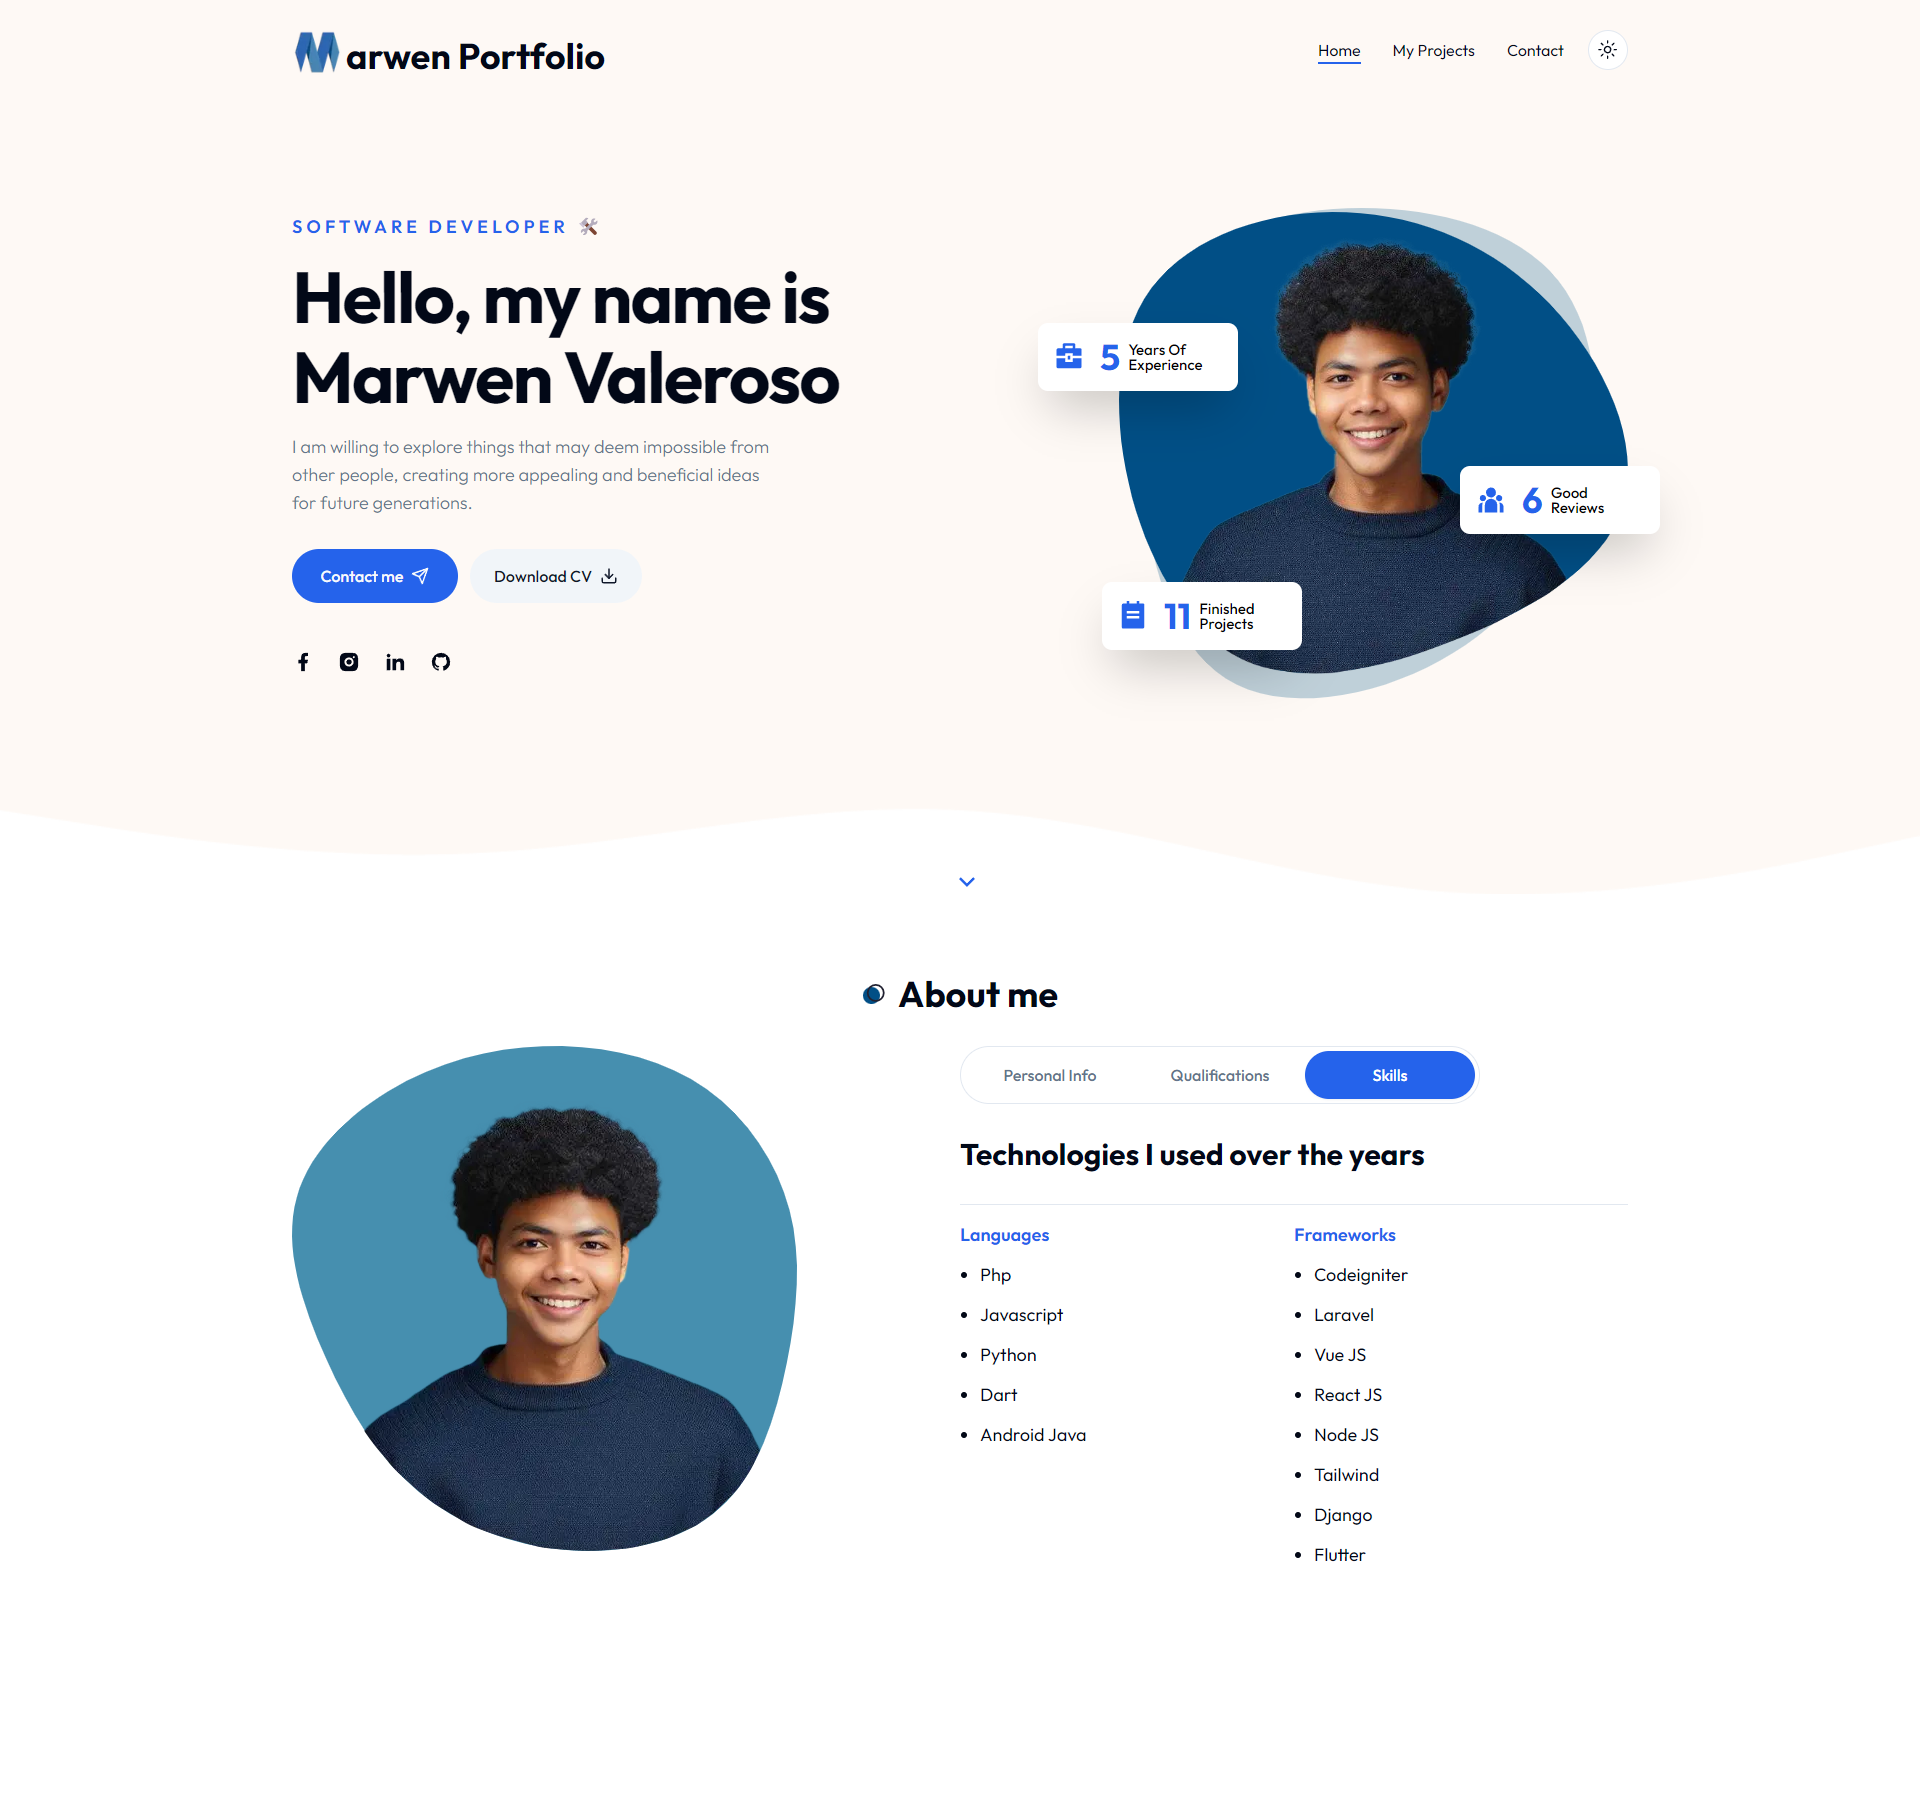 Marwen Portfolio
Home
My Projects
Contact
SOFTWARE DEVELOPER
Hello, my name is
Marwen Valeroso
I am willing to explore things that may deem impossible from
other people, creating more appealing and beneficial ideas
for future generations.
Contact me
Download CV
5 Years Of
Experience
6 Good
Reviews
11 Finished
Projects
About me
Personal Info
Qualifications
Skills
Technologies I used over the years
Languages
Php
Javascript
Python
Dart
Android Java
Frameworks
Codeigniter
Laravel
Vue JS
React JS
Node JS
Tailwind
Django
Flutter